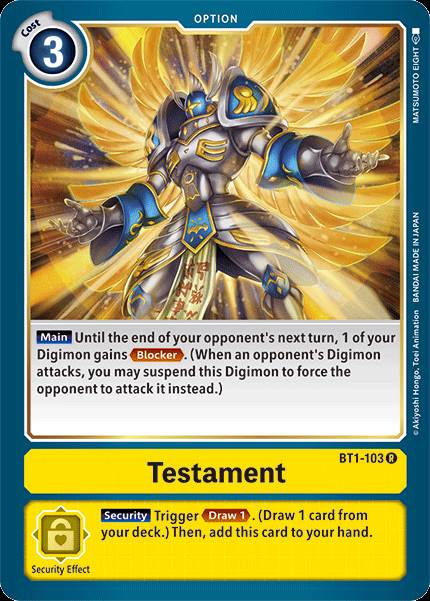 OPTION
Cost
3
MATSUMOTO EIGHT
©Akiyoshi Hongo, Toei Animation BANDAI MADE IN JAPAN
Main Until the end of your opponent's next turn, 1 of your
Digimon gains Blocker. (When an opponent's Digimon
attacks, you may suspend this Digimon to force the
opponent to attack it instead.)
BT1-103 R
Testament
Security Trigger Draw 1. (Draw 1 card from
your deck.) Then, add this card to your hand.
Security Effect